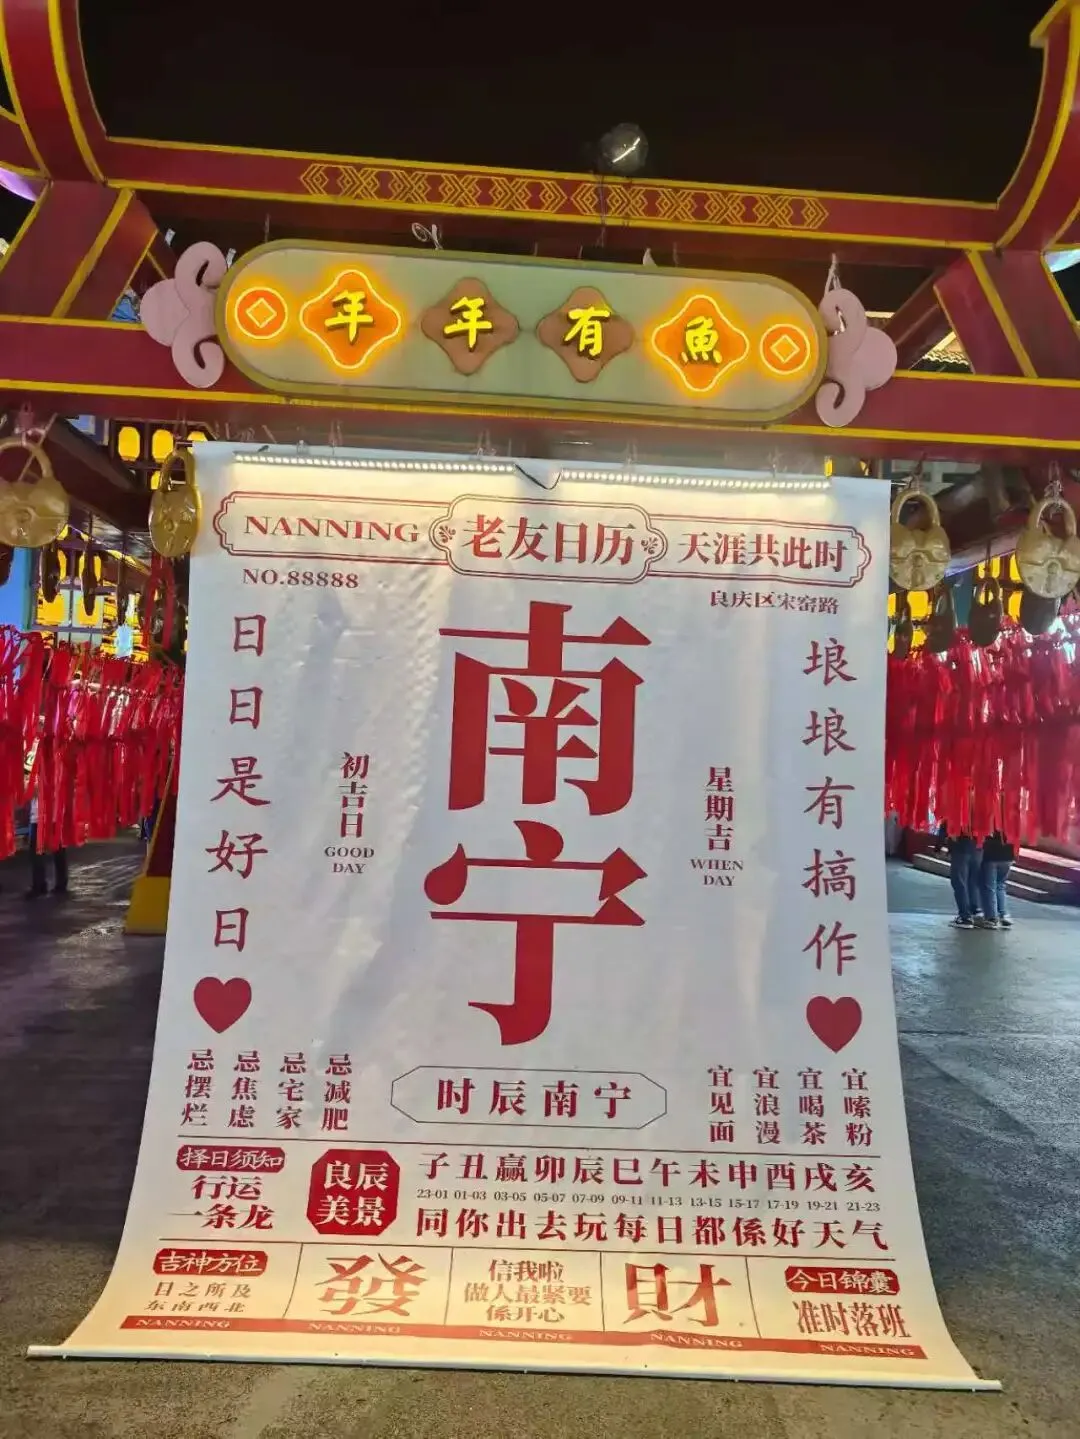 年年有魚
NANNING
老友日历
天涯共此时
NO.88888
良庆区宋窑路
日日是好日
初吉日
GOOD
DAY
南宁
星期吉
WHEN
DAY
埌埌有搞作
忌摆烂
忌焦虑
忌宅家
忌减肥
时辰南宁
宜见面
宜浪漫
宜喝茶
宜嗦粉
择日须知
行运
一条龙
良辰
美景
子丑赢卯辰巳午未申酉戌亥
23-01 01-03 03-05 05-07 07-09 09-11 11-13 13-15 15-17 17-19 19-21 21-23
同你出去玩每日都係好天气
吉神方位
日之所及
东南西北
發
信我啦
做人最紧要
係开心
財
今日锦囊
准时落班
NANNING
NANNING
NANNING
NANNING
NANNING